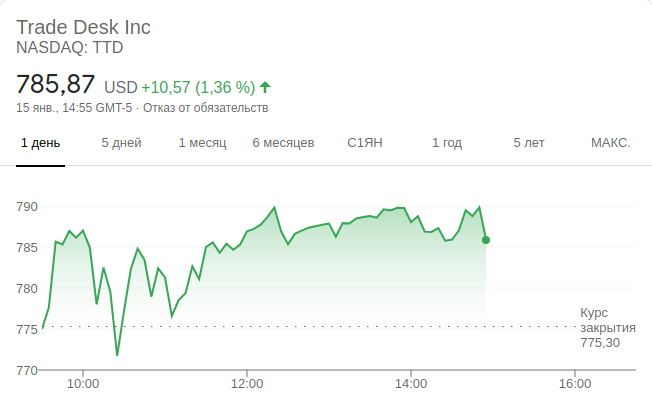 Trade Desk Inc
NASDAQ: TTD
785,87 USD +10,57 (1,36 %)
15 янв., 14:55 GMT-5 · Отказ от обязательств
1 день 5 дней 1 месяц 6 месяцев С1ЯН 1 год 5 лет МАКС.
790
785
780
775
770
Курс
закрытия
775,30
10:00 12:00 14:00 16:00